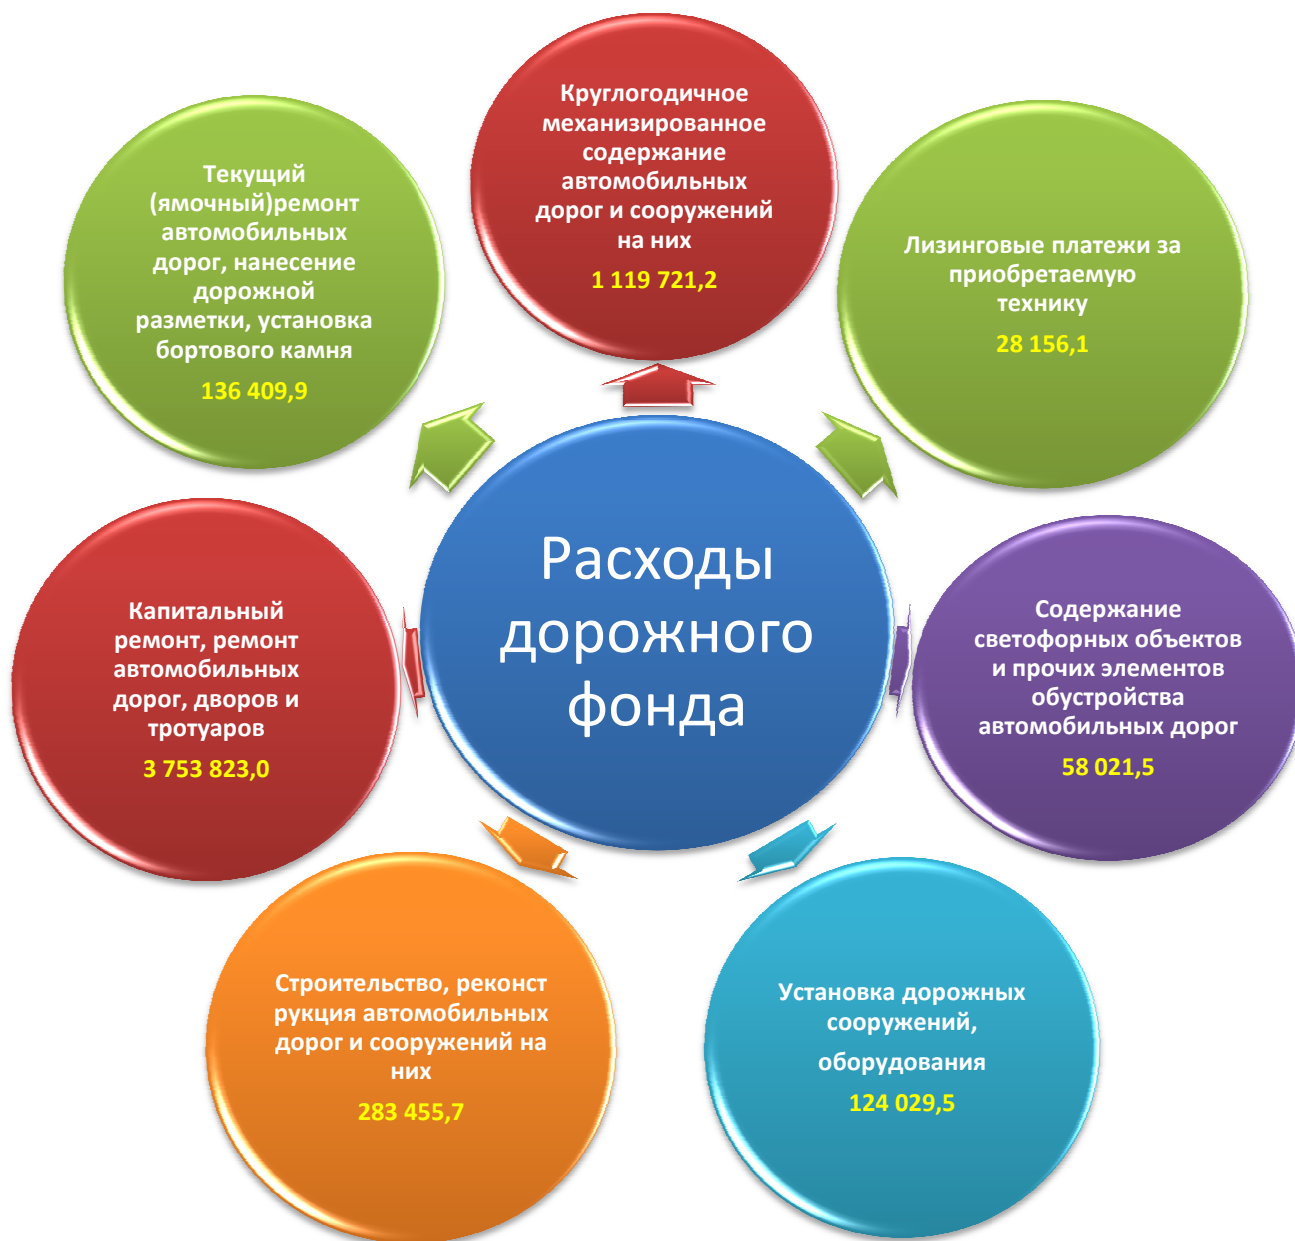 Круглогодичное
механизированное
содержание
автомобильных
дорог и сооружений
на них
1 119 721,2
Лизинговые платежи за
приобретаемую
технику
28 156,1
Содержание
светофорных объектов
и прочих элементов
обустройства
автомобильных дорог
58 021,5
Установка дорожных
сооружений,
оборудования
124 029,5
Строительство, реконст
рукция автомобильных
дорог и сооружений на
них
283 455,7
Капитальный
ремонт, ремонт
автомобильных
дорог, дворов и
тротуаров
3 753 823,0
Текущий
(ямочный)ремонт
автомобильных
дорог, нанесение
дорожной
разметки, установка
бортового камня
136 409,9
Расходы
дорожного
фонда